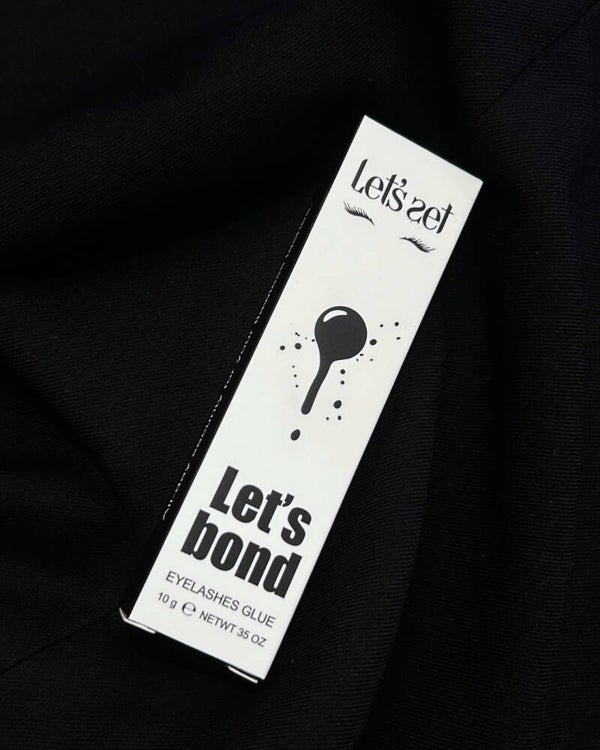 Let's set
Let's
bond
EYELASHES GLUE
10 g ℮ NETWT 35 OZ